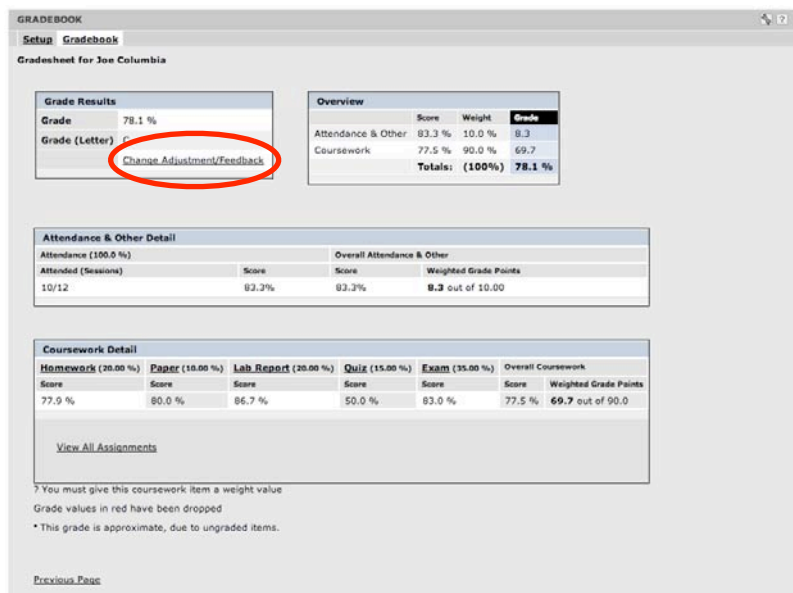 GRADEBOOK
Setup Gradebook
Gradesheet for Joe Columbia
Grade Results
Grade 78.1 %
Grade (Letter)
Change Adjustment/Feedback
Overview
Score Weight Grade
Attendance & Other 83.3 % 10.0 % 8.3
Coursework 77.5 % 90.0 % 69.7
Totals: (100%) 78.1 %
Attendance & Other Detail
Attendance (100.0 %) Overall Attendance & Other
Attended (Sessions) Score Score Weighted Grade Points
10/12 83.3% 83.3% 8.3 out of 10.00
Coursework Detail
Homework (20.00 %) Paper (10.00 %) Lab Report (20.00 %) Quiz (15.00 %) Exam (35.00 %) Overall Coursework
Score Score Score Score Score Score Weighted Grade Points
77.9 % 80.0 % 86.7 % 50.0 % 83.0 % 77.5 % 69.7 out of 90.0
View All Assignments
? You must give this coursework item a weight value
Grade values in red have been dropped
* This grade is approximate, due to ungraded items.
Previous Page